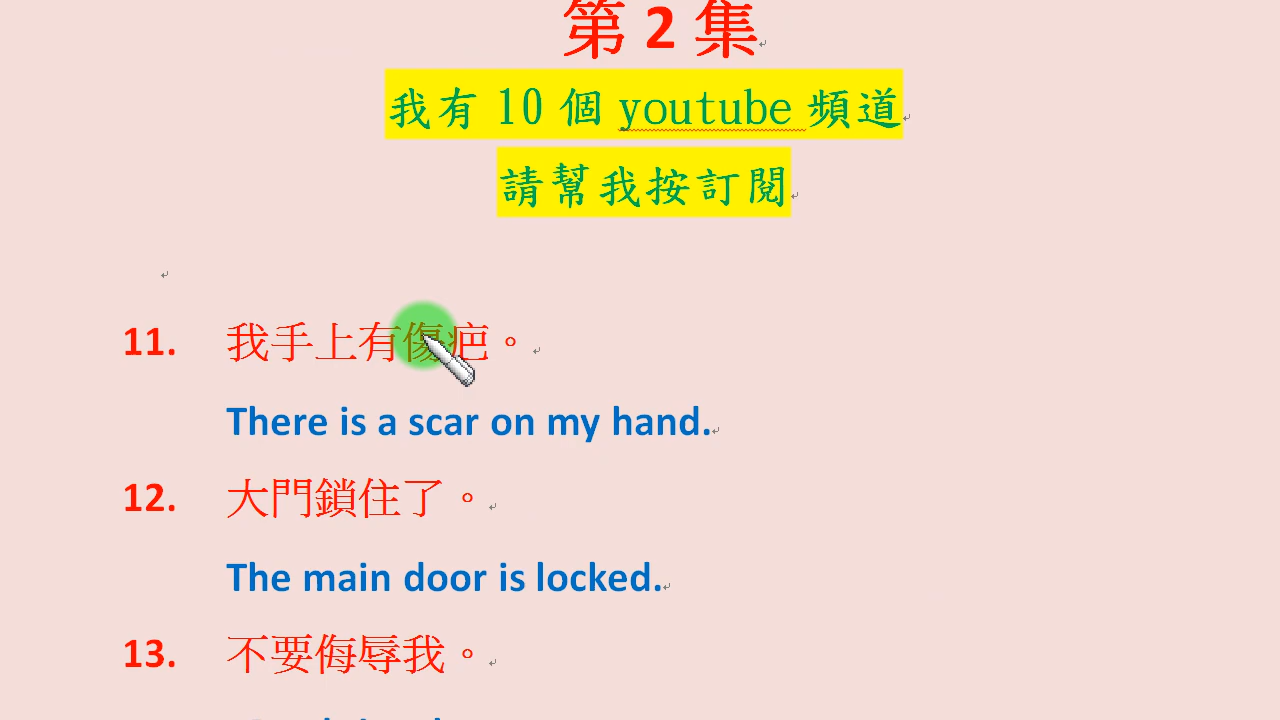 第 2 集
我有 10 個 youtube 頻道
請幫我按訂閱
11. 我手上有傷疤。
There is a scar on my hand.
12. 大門鎖住了。
The main door is locked.
13. 不要侮辱我。